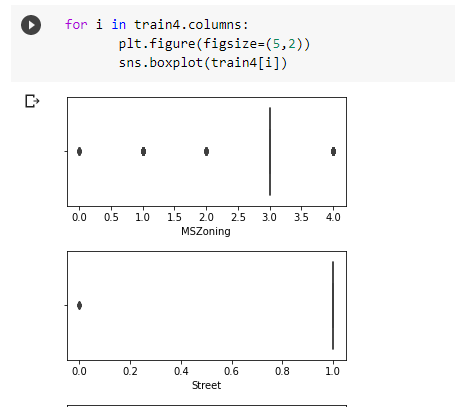 for i in train4.columns:
plt.figure(figsize=(5,2))
sns.boxplot(train4[i])
0.0 0.5 1.0 1.5 2.0 2.5 3.0 3.5 4.0
MSZoning
0.0 0.2 0.4 0.6 0.8 1.0
Street